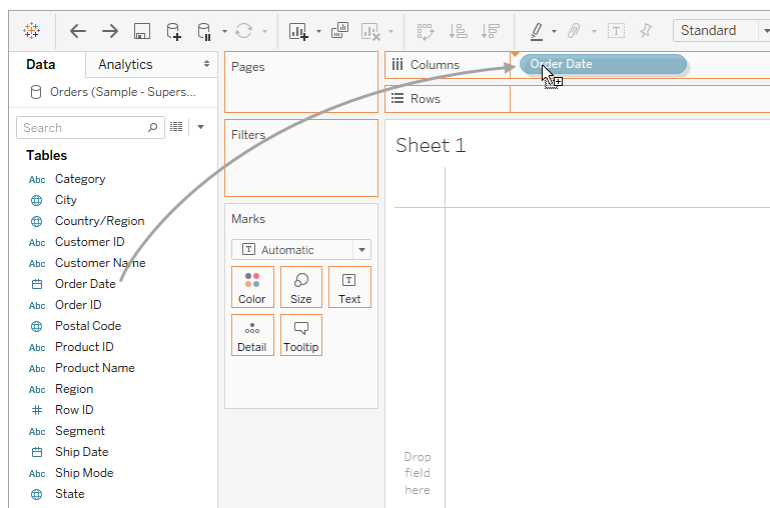 Standard
Data
Analytics
Pages
iii Columns
Order Date
Orders (Sample - Supers...
Rows
Search
Filters
Sheet 1
Tables
Abc Category
City
Country/Region
Abc Customer ID
Abc Customer Name
Order Date
Abc Order ID
Postal Code
Abc Product ID
Abc Product Name
Abc Region
# Row ID
Abc Segment
Ship Date
Abc Ship Mode
State
Marks
T Automatic
Color
Size
T Text
Detail
Tooltip
Drop
field
here